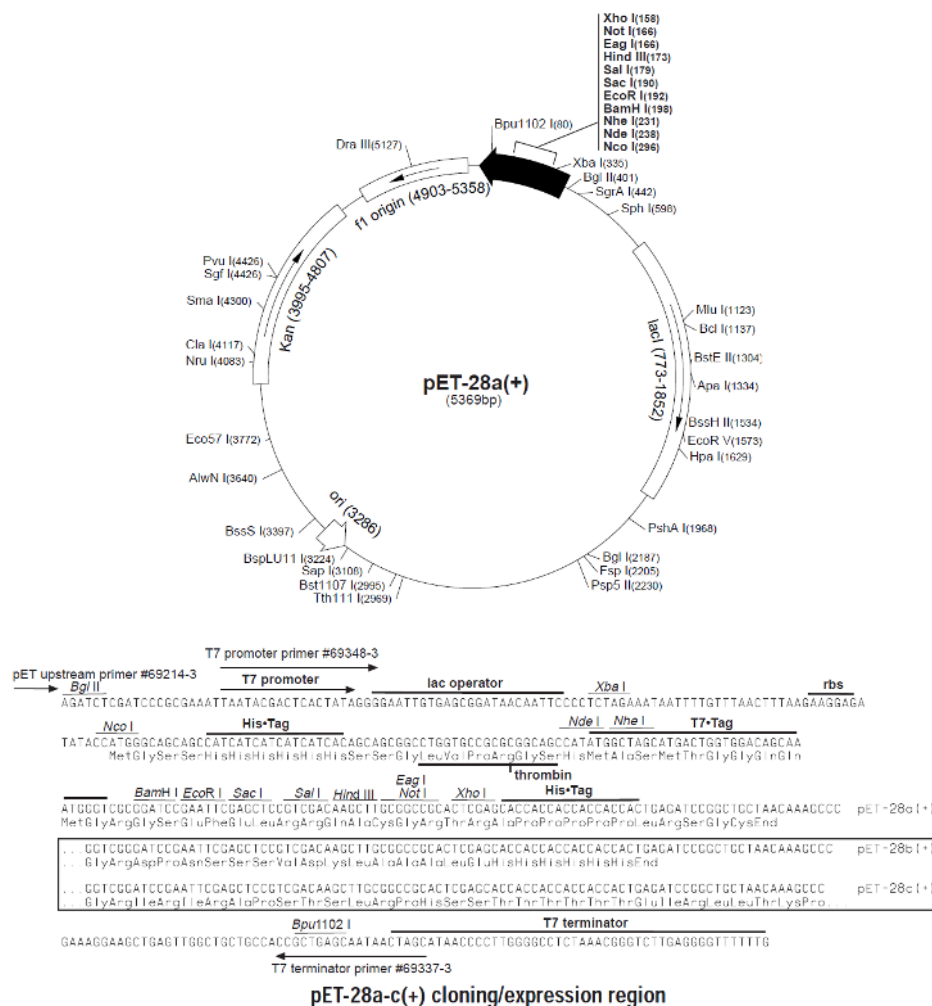 Xho I(158)
Not I(166)
Eag I(166)
Hind III(173)
Sal I(179)
Sac I(190)
EcoR I(192)
BamH I(198)
Nhe I(231)
Nde I(238)
Nco I(296)
Bpu1102 I(80)
Dra III(5127)
Xba I(335)
Bgl II(401)
SgrA I(442)
Sph I(598)
f1 origin (4903-5358)
Pvu I(4426)
Sgf I(4426)
Sma I(4300)
Kan (3995-4807)
Cla I(4117)
Nru I(4083)
Mlu I(1123)
Bcl I(1137)
lacI (773-1852)
BstE II(1304)
Apa I(1334)
pET-28a(+)
(5369bp)
BssH II(1534)
EcoR V(1573)
Hpa I(1629)
Eco57 I(3772)
AlwN I(3640)
ori (3286)
BssS I(3397)
PshA I(1968)
BspLU11 I(3224)
Sap I(3108)
Bst1107 I(2995)
Tth111 I(2969)
Bgl I(2187)
Fsp I(2205)
Psp5 II(2230)
T7 promoter primer #69348-3
pET upstream primer #69214-3
Bgl II T7 promoter lac operator Xba I rbs
AGATCTCGATCCCGCGAAATTAATACGACTCACTATAGGGGAATTGTGAGCGGATAACAATTCCCCTCTAGAAATAATTTTGTTTAACTTTAAGAAGGAGA
Nco I His•Tag Nde I Nhe I T7•Tag
TATACCATGGGCAGCAGCCATCATCATCATCATCACAGCAGCGGCCTGGTGCCGCGCGGCAGCCATATGGCTAGCATGACTGGTGGACAGCAA
MetGlySerSerHisHisHisHisHisHisSerSerGlyLeuValProArgGlySerHisMetAlaSerMetThrGlyGlyGlnGln
thrombin
BamH I EcoR I Sac I Sal I Hind III Eag I Not I Xho I His•Tag
ATGGGTCGCGGATCCGAATTCGAGCTCCGTCGACAAGCTTGCGGCCGCACTCGAGCACCACCACCACCACCACTGAGATCCGGCTGCTAACAAAGCCC pET-28a(+)
MetGlyArgGlySerGluPheGluLeuArgArgGlnAlaCysGlyArgThrArgAlaProProProProProLeuArgSerGlyCysEnd
...GGTCGGGATCCGAATTCGAGCTCCGTCGACAAGCTTGCGGCCGCACTCGAGCACCACCACCACCACCACTGAGATCCGGCTGCTAACAAAGCCC pET-28b(+)
...GlyArgAspProAsnSerSerSerValAspLysLeuAlaAlaAlaLeuGluHisHisHisHisHisHisEnd
...GGTCGGATCCGAATTCGAGCTCCGTCGACAAGCTTGCGGCCGCACTCGAGCACCACCACCACCACCACTGAGATCCGGCTGCTAACAAAGCCC pET-28c(+)
...GlyArgIleArgIleArgAlaProSerThrSerLeuArgProHisSerSerThrThrThrThrThrThrGluIleArgLeuLeuThrLysPro...
Bpu1102 I T7 terminator
GAAAGGAAGCTGAGTTGGCTGCTGCCACCGCTGAGCAATAACTAGCATAACCCCTTGGGGCCTCTAAACGGGTCTTGAGGGGTTTTTTG
T7 terminator primer #69337-3
pET-28a-c(+) cloning/expression region